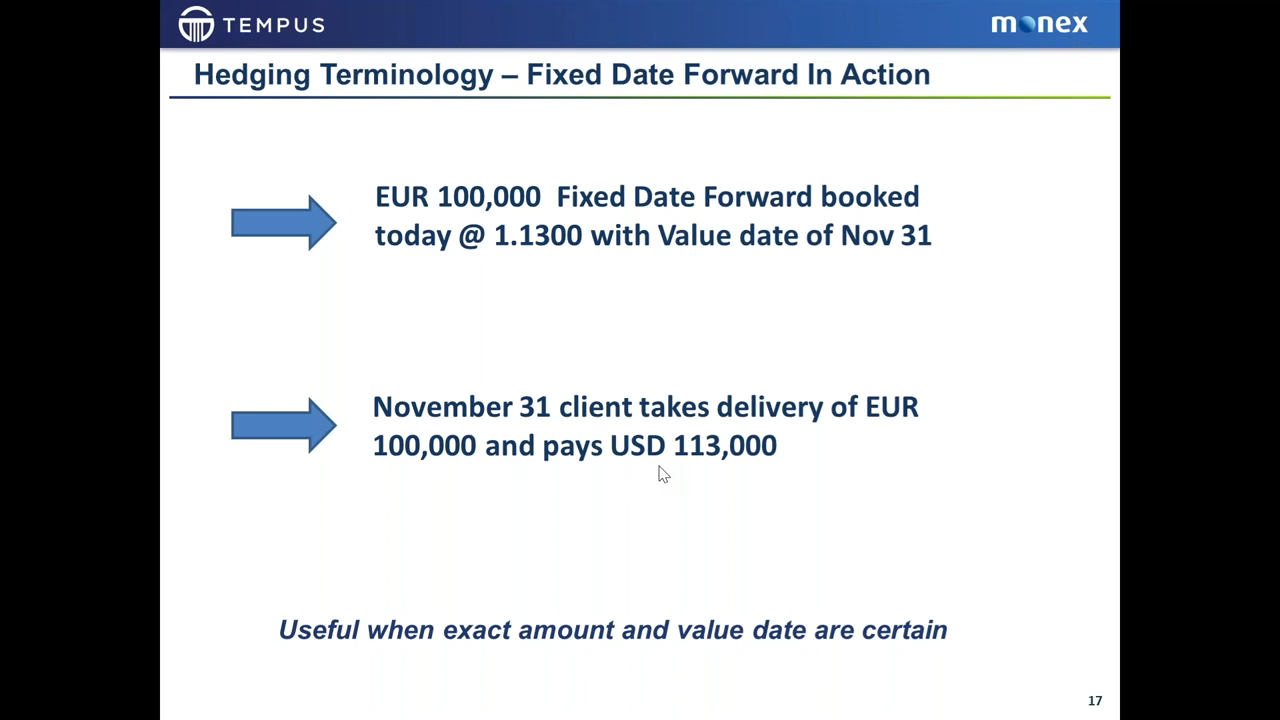 TEMPUS
monex
Hedging Terminology – Fixed Date Forward In Action
EUR 100,000  Fixed Date Forward booked
today @ 1.1300 with Value date of Nov 31
November 31 client takes delivery of EUR
100,000 and pays USD 113,000
Useful when exact amount and value date are certain
17